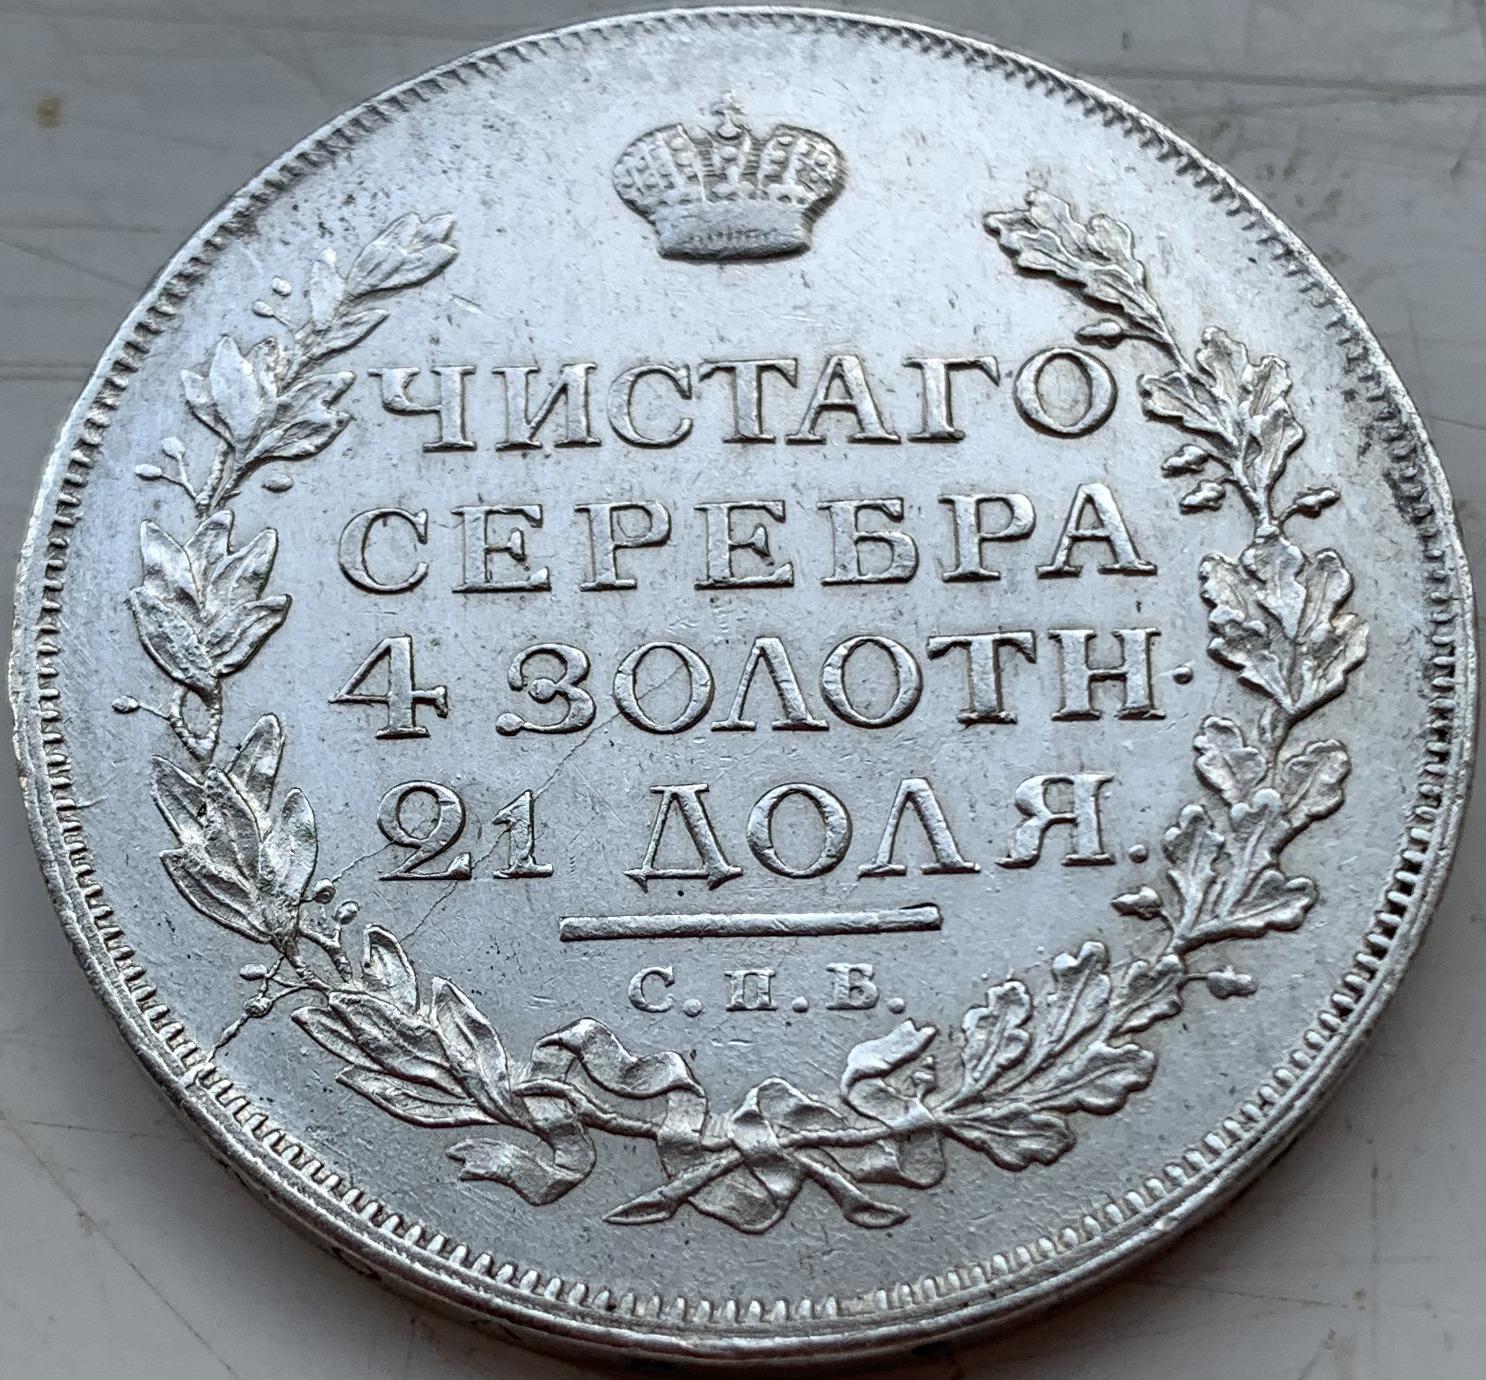 ЧИСТАГО
СЕРЕБРА
4 ЗОЛОТН.
21 ДОЛЯ.
С. П. Б.